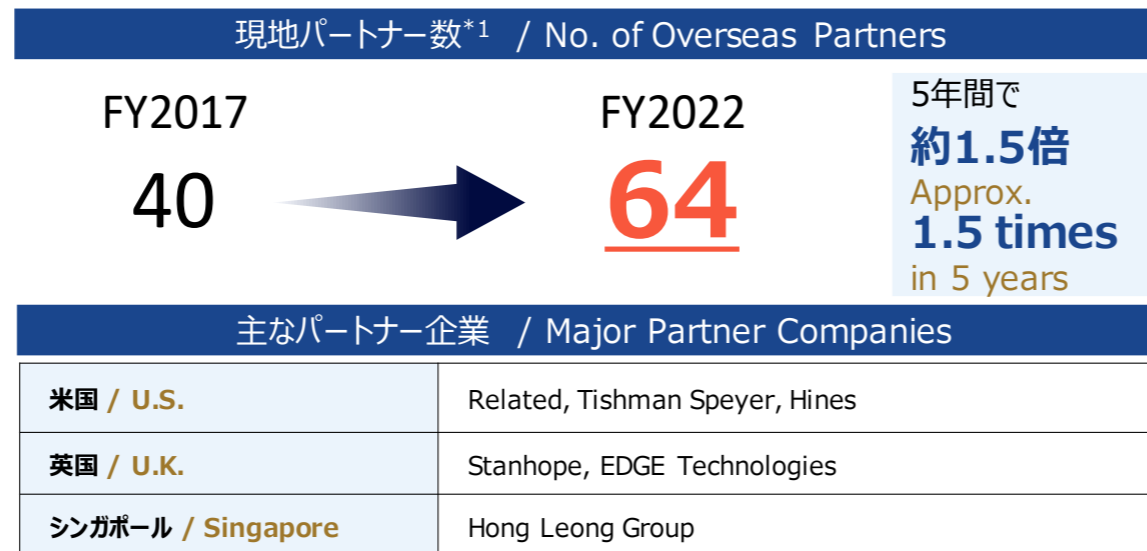 現地パートナー数*1 / No. of Overseas Partners
FY2017
40
FY2022
64
5年間で
約1.5倍
Approx.
1.5 times
in 5 years
主なパートナー企業 / Major Partner Companies
米国 / U.S. Related, Tishman Speyer, Hines
英国 / U.K. Stanhope, EDGE Technologies
シンガポール / Singapore Hong Leong Group